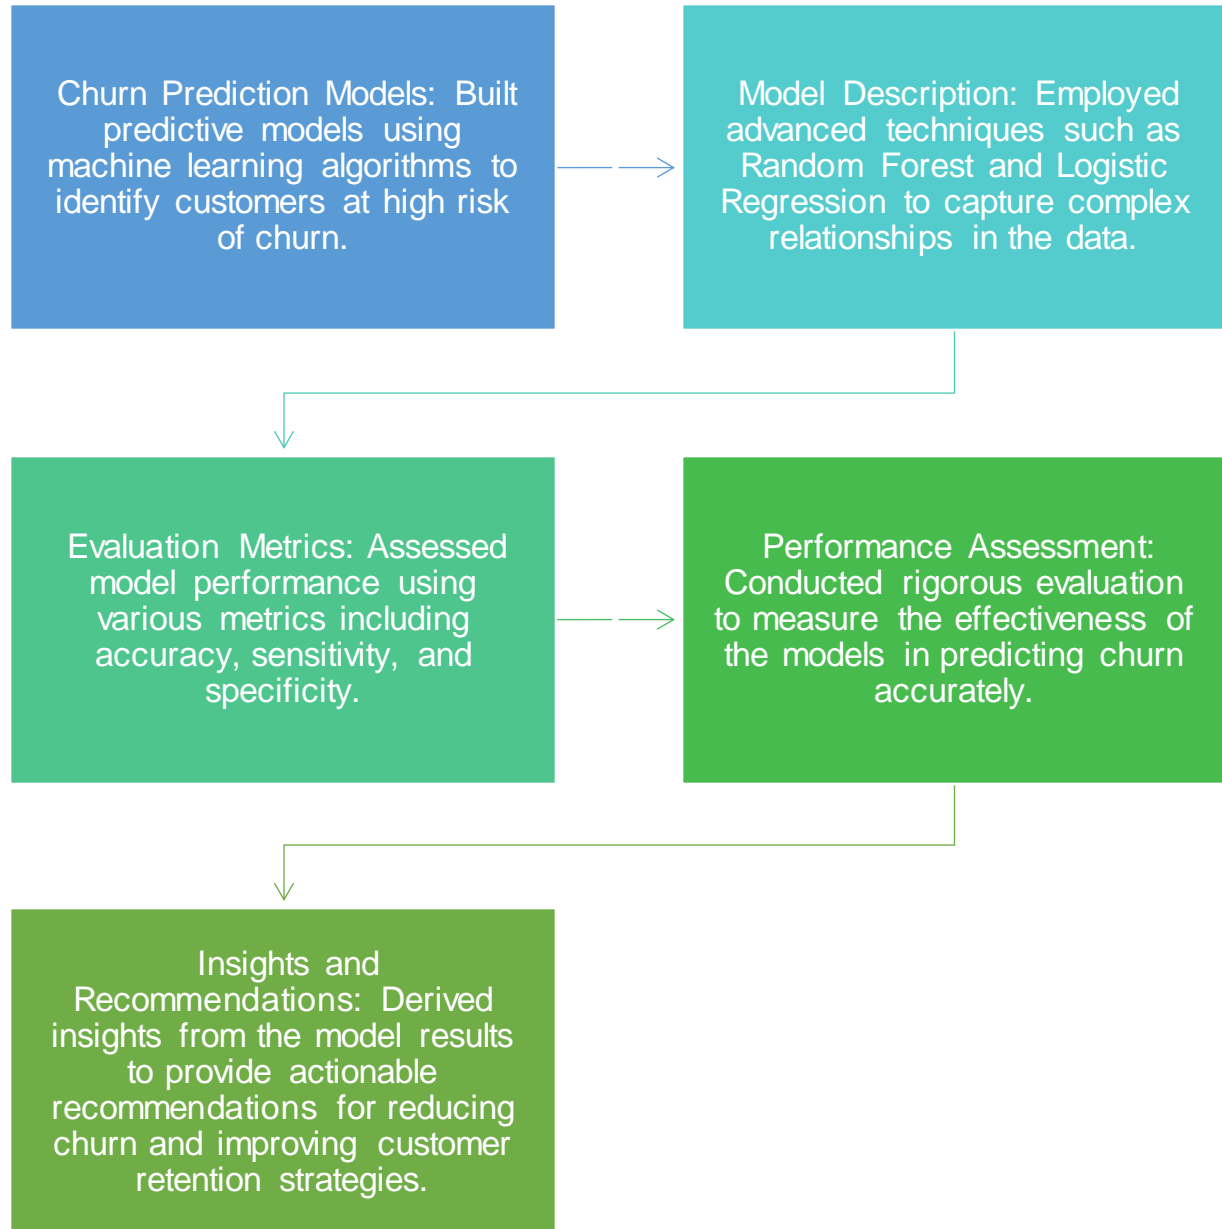 Churn Prediction Models: Built
predictive models using
machine learning algorithms to
identify customers at high risk
of churn.
Model Description: Employed
advanced techniques such as
Random Forest and Logistic
Regression to capture complex
relationships in the data.
Evaluation Metrics: Assessed
model performance using
various metrics including
accuracy, sensitivity, and
specificity.
Performance Assessment:
Conducted rigorous evaluation
to measure the effectiveness of
the models in predicting churn
accurately.
Insights and
Recommendations: Derived
insights from the model results
to provide actionable
recommendations for reducing
churn and improving customer
retention strategies.